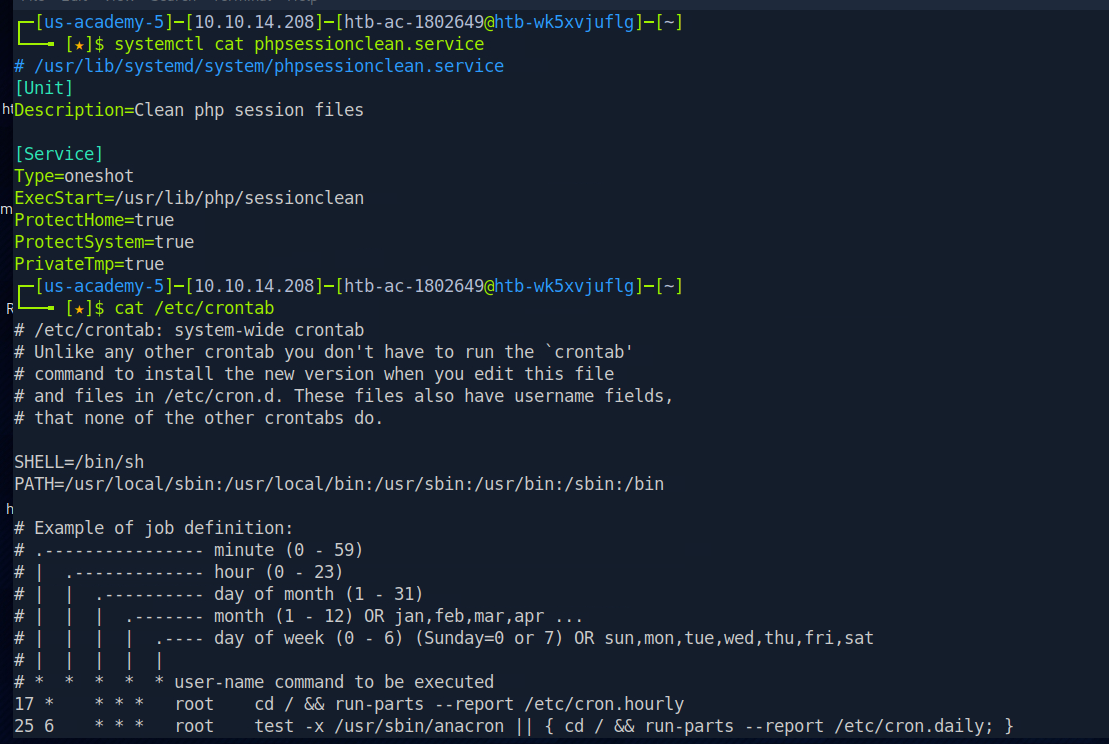 ┌─[us-academy-5]─[10.10.14.208]─[htb-ac-1802649@htb-wk5xvjuflg]─[~]
└──╼ [★]$ systemctl cat phpsessionclean.service
# /usr/lib/systemd/system/phpsessionclean.service
[Unit]
Description=Clean php session files

[Service]
Type=oneshot
ExecStart=/usr/lib/php/sessionclean
ProtectHome=true
ProtectSystem=true
PrivateTmp=true
┌─[us-academy-5]─[10.10.14.208]─[htb-ac-1802649@htb-wk5xvjuflg]─[~]
└──╼ [★]$ cat /etc/crontab
# /etc/crontab: system-wide crontab
# Unlike any other crontab you don't have to run the `crontab'
# command to install the new version when you edit this file
# and files in /etc/cron.d. These files also have username fields,
# that none of the other crontabs do.

SHELL=/bin/sh
PATH=/usr/local/sbin:/usr/local/bin:/usr/sbin:/usr/bin:/sbin:/bin

# Example of job definition:
# .---------------- minute (0 - 59)
# |  .------------- hour (0 - 23)
# |  |  .---------- day of month (1 - 31)
# |  |  |  .------- month (1 - 12) OR jan,feb,mar,apr ...
# |  |  |  |  .---- day of week (0 - 6) (Sunday=0 or 7) OR sun,mon,tue,wed,thu,fri,sat
# |  |  |  |  |
# *  *  *  *  * user-name command to be executed
17 *    * * *   root    cd / && run-parts --report /etc/cron.hourly
25 6    * * *   root    test -x /usr/sbin/anacron || { cd / && run-parts --report /etc/cron.daily; }